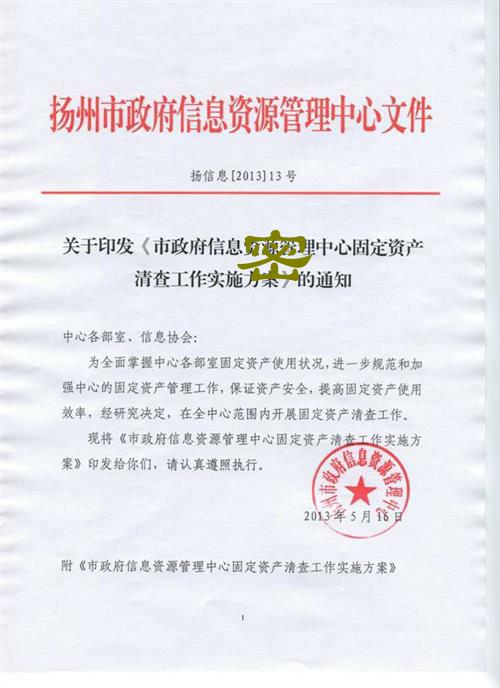 扬州市政府信息资源管理中心文件
扬信息[2013]13号
关于印发《市政府信息资源管理中心固定资产
清查工作实施方案》的通知
密
中心各部室、信息协会:
为全面掌握中心各部室固定资产使用状况,进一步规范和加
强中心的固定资产管理工作,保证资产安全,提高固定资产使用
效率,经研究决定,在全中心范围内开展固定资产清查工作。
现将《市政府信息资源管理中心固定资产清查工作实施方
案》印发给你们,请认真遵照执行。
扬州市政府信息资源管理中心
2013年5月16日
附《市政府信息资源管理中心固定资产清查工作实施方案》
1